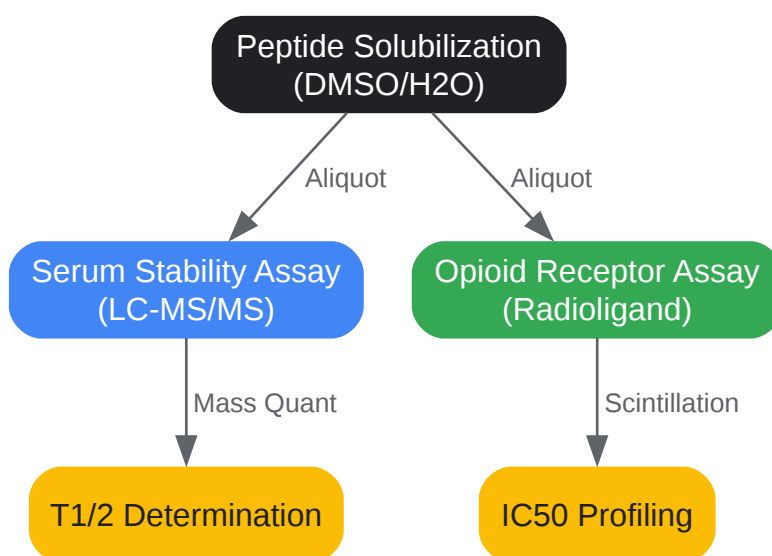 Peptide Solubilization
(DMSO/H2O)
Aliquot
Aliquot
Serum Stability Assay
(LC-MS/MS)
Opioid Receptor Assay
(Radioligand)
Mass Quant
Scintillation
T1/2 Determination
IC50 Profiling